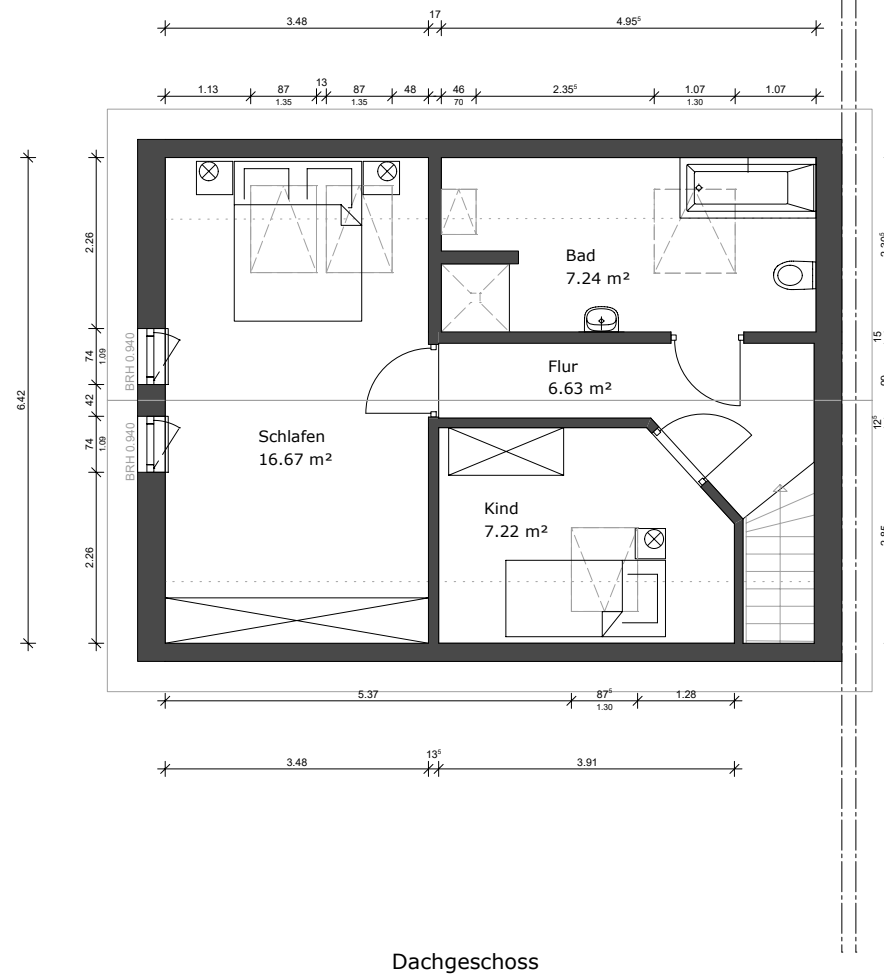 17
3.48 4.95⁵
13
1.13 87 87 48 46 2.35⁵ 1.07 1.07
1.35 1.35 70 1.30
2.26
74
1.09
42
74
1.09
2.26
6.42
BRH 0.940
BRH 0.940
Bad
7.24 m²
Flur
6.63 m²
Schlafen
16.67 m²
Kind
7.22 m²
15
12⁵
5.37 87⁵ 1.28
1.30
13⁵
3.48 3.91
Dachgeschoss